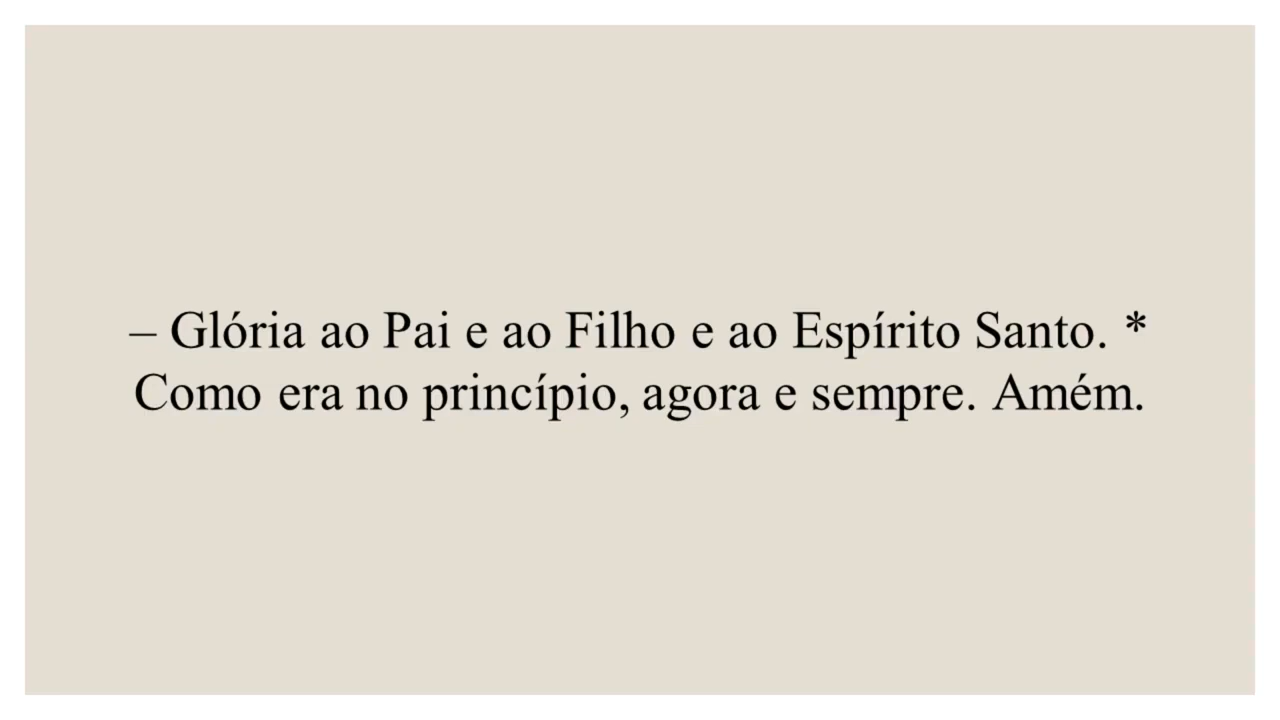 – Glória ao Pai e ao Filho e ao Espírito Santo. *
Como era no princípio, agora e sempre. Amém.